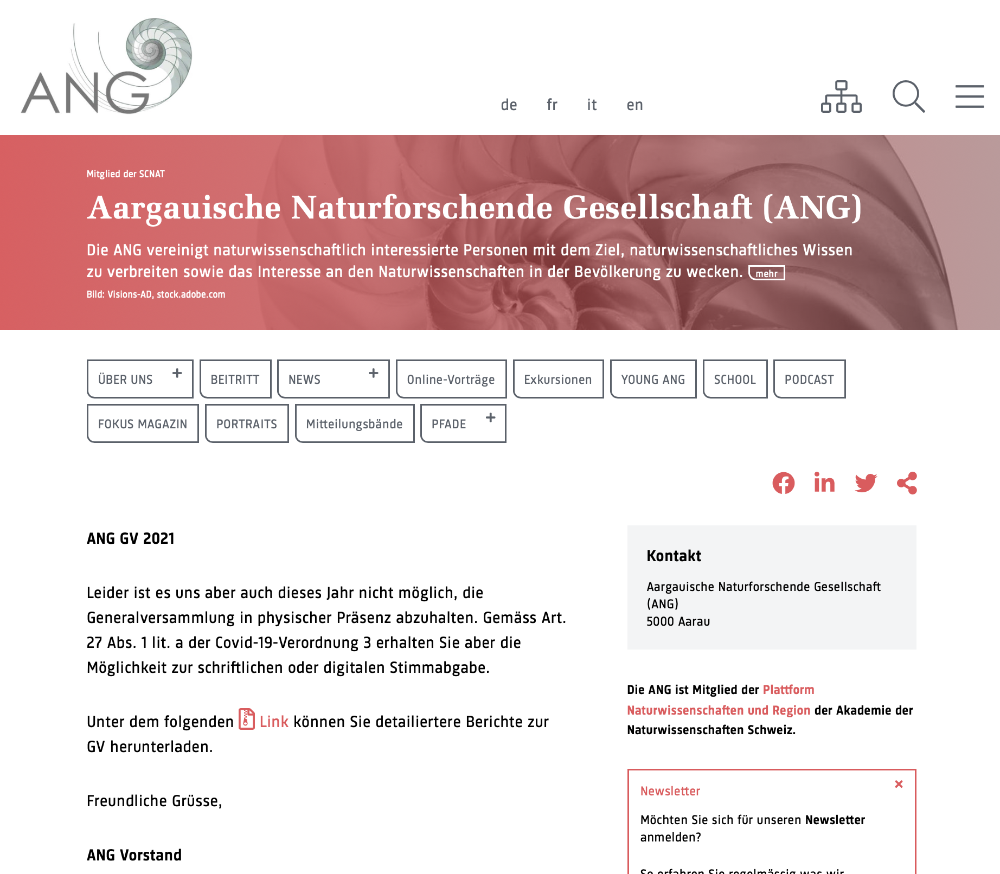 ANG
de fr it en
Mitglied der SCNAT
Aargauische Naturforschende Gesellschaft (ANG)
Die ANG vereinigt naturwissenschaftlich interessierte Personen mit dem Ziel, naturwissenschaftliches Wissen
zu verbreiten sowie das Interesse an den Naturwissenschaften in der Bevölkerung zu wecken. mehr
Bild: Visions-AD, stock.adobe.com
ÜBER UNS + BEITRITT NEWS + Online-Vorträge Exkursionen YOUNG ANG SCHOOL PODCAST
FOKUS MAGAZIN PORTRAITS Mitteilungsbände PFADE +
ANG GV 2021
Leider ist es uns aber auch dieses Jahr nicht möglich, die
Generalversammlung in physischer Präsenz abzuhalten. Gemäss Art.
27 Abs. 1 lit. a der Covid-19-Verordnung 3 erhalten Sie aber die
Möglichkeit zur schriftlichen oder digitalen Stimmabgabe.
Unter dem folgenden Link können Sie detailiertere Berichte zur
GV herunterladen.
Freundliche Grüsse,
ANG Vorstand
Kontakt
Aargauische Naturforschende Gesellschaft
(ANG)
5000 Aarau
Die ANG ist Mitglied der Plattform
Naturwissenschaften und Region der Akademie der
Naturwissenschaften Schweiz.
Newsletter
Möchten Sie sich für unseren Newsletter
anmelden?
So erfahren Sie regelmässig was wir